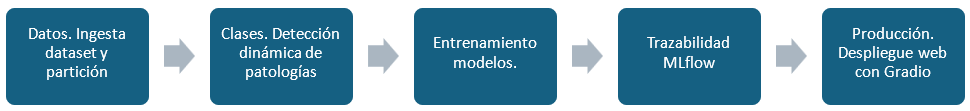 Datos. Ingesta
dataset y
partición
Clases. Detección
dinámica de
patologías
Entrenamiento
modelos.
Trazabilidad
MLflow
Producción.
Despliegue web
con Gradio